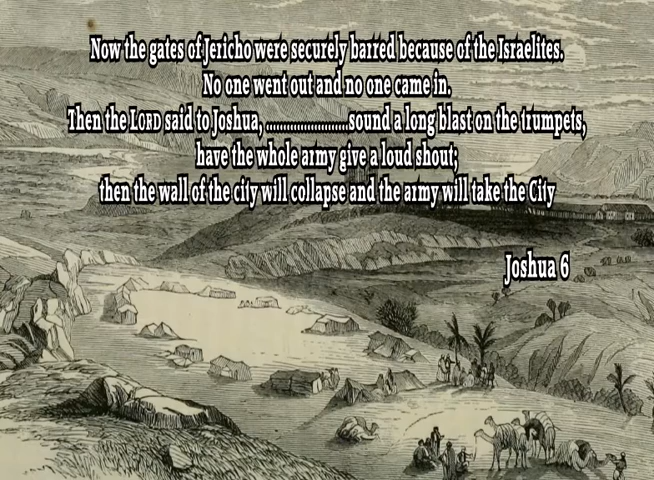 Now the gates of Jericho were securely barred because of the Israelites.
No one went out and no one came in.
Then the LORD said to Joshua, ......................sound a long blast on the trumpets,
have the whole army give a loud shout;
then the wall of the city will collapse and the army will take the City
Joshua 6